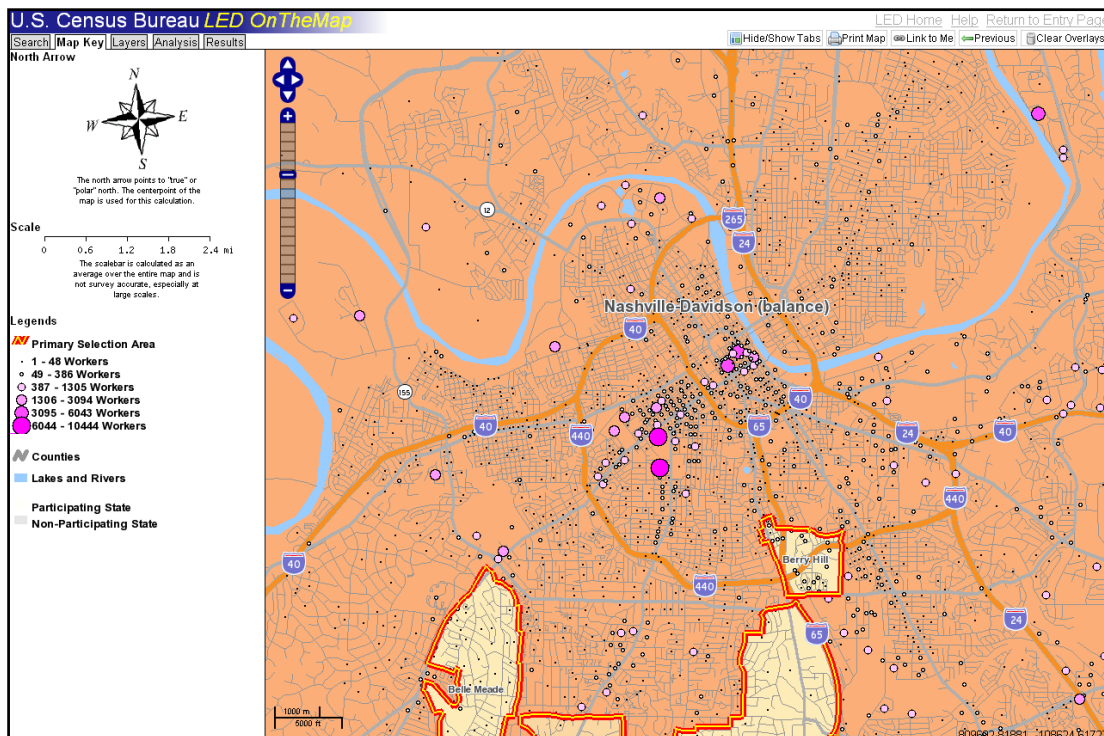 U.S. Census Bureau LED OnTheMap
LED Home Help Return to Entry Page
Search Map Key Layers Analysis Results
Hide/Show Tabs Print Map Link to Me Previous Clear Overlays
North Arrow
N
W E
S
The north arrow points to "true" or
"polar" north. The centerpoint of the
map is used for this calculation.
Scale
0 0.6 1.2 1.8 2.4 mi
The scalebar is calculated as an
average over the entire map and is
not survey accurate, especially at
large scales.
Legends
Primary Selection Area
1 - 48 Workers
49 - 386 Workers
387 - 1305 Workers
1306 - 3094 Workers
3095 - 6043 Workers
6044 - 10444 Workers
Counties
Lakes and Rivers
Participating State
Non-Participating State
12
265
24
Nashville-Davidson (balance)
40
155
40
40
65
440
24
40
440
40
Berry Hill
440
24
65
Belle Meade
1000 m
5000 ft